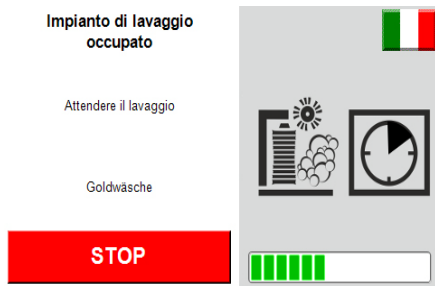 Impianto di lavaggio
occupato
Attendere il lavaggio
Goldwäsche
STOP